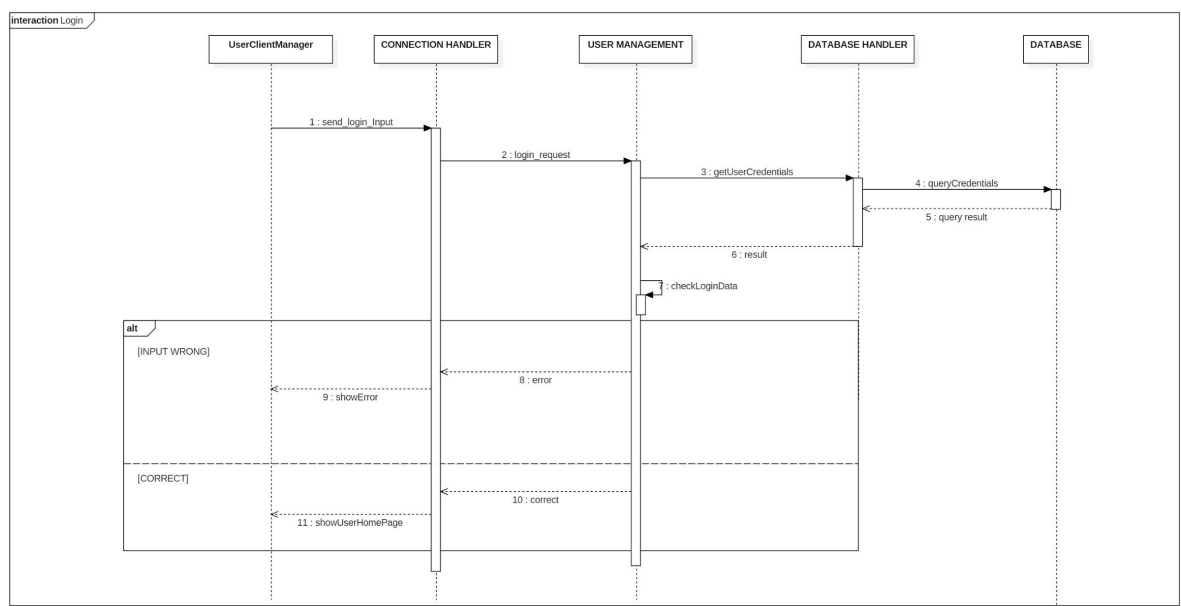 interaction Login
UserClientManager
CONNECTION HANDLER
USER MANAGEMENT
DATABASE HANDLER
DATABASE
1 : send_login_Input
2 : login_request
3 : getUserCredentials
4 : queryCredentials
5 : query result
6 : result
7 : checkLoginData
alt
[INPUT WRONG]
8 : error
9 : showError
[CORRECT]
10 : correct
11 : showUserHomePage